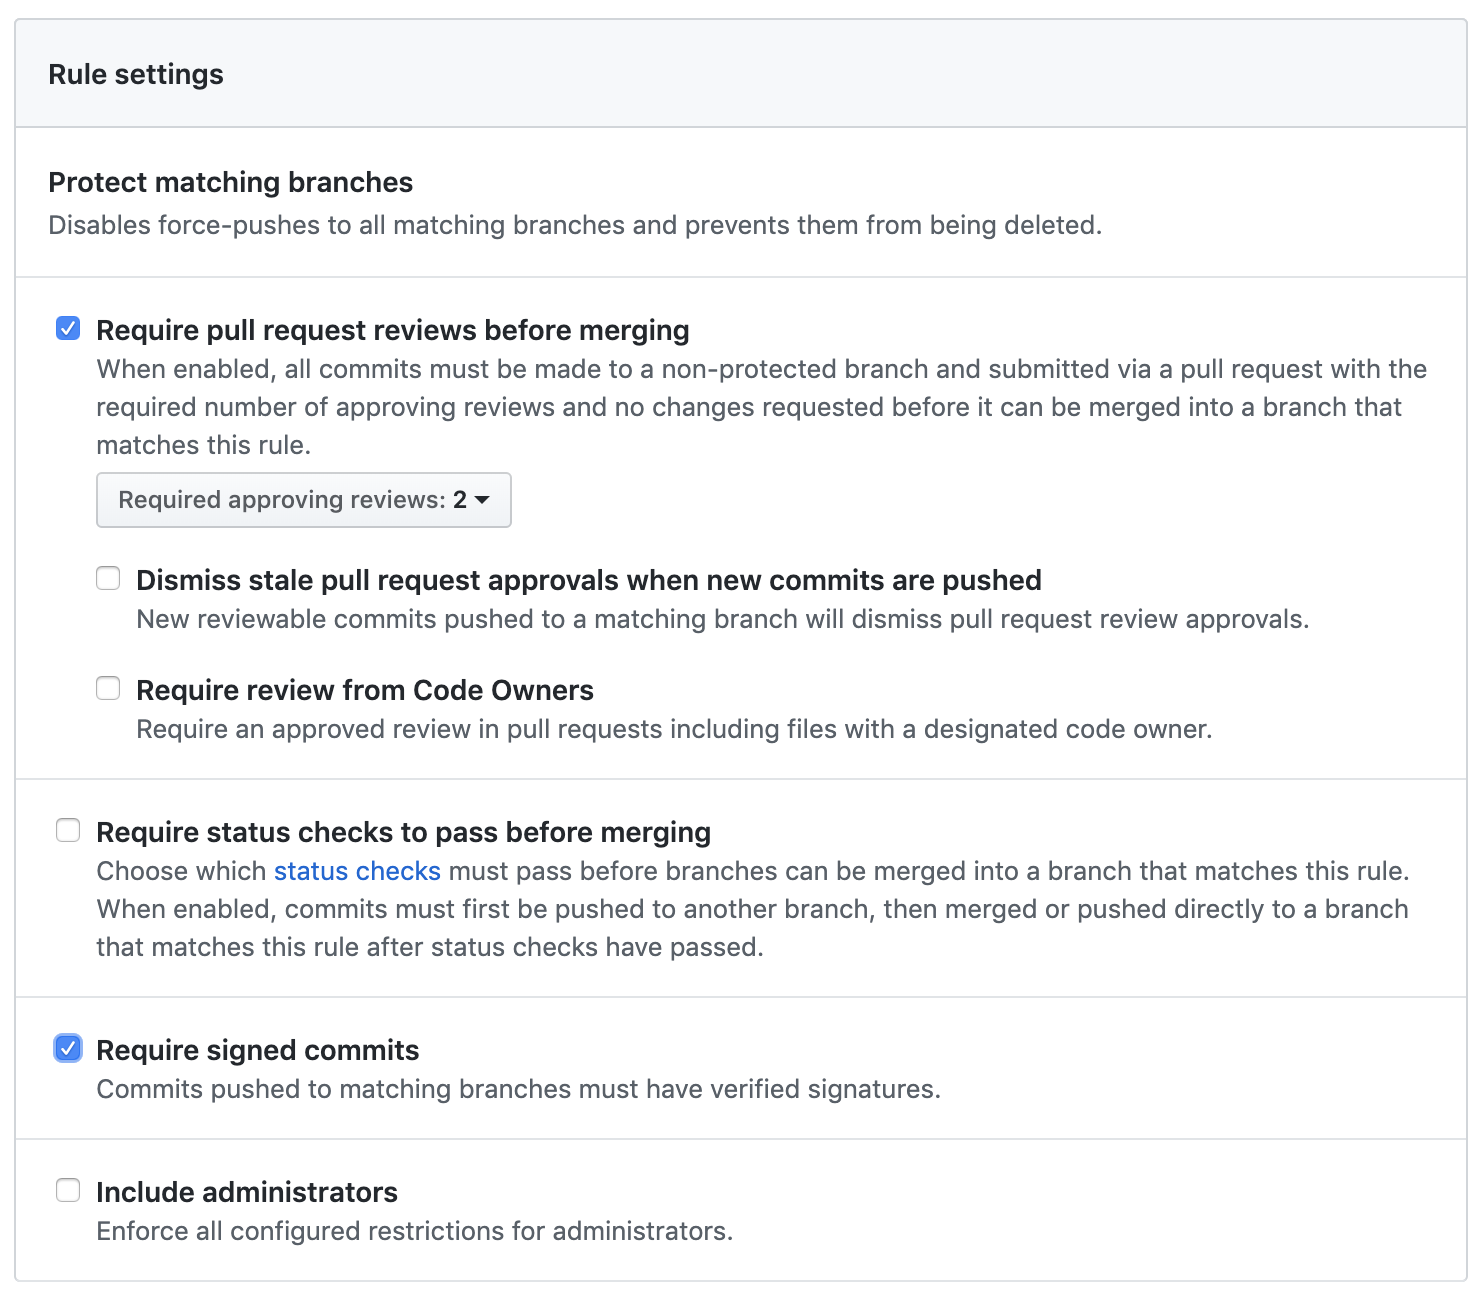 Rule settings
Protect matching branches
Disables force-pushes to all matching branches and prevents them from being deleted.
Require pull request reviews before merging
When enabled, all commits must be made to a non-protected branch and submitted via a pull request with the
required number of approving reviews and no changes requested before it can be merged into a branch that
matches this rule.
Required approving reviews: 2
Dismiss stale pull request approvals when new commits are pushed
New reviewable commits pushed to a matching branch will dismiss pull request review approvals.
Require review from Code Owners
Require an approved review in pull requests including files with a designated code owner.
Require status checks to pass before merging
Choose which status checks must pass before branches can be merged into a branch that matches this rule.
When enabled, commits must first be pushed to another branch, then merged or pushed directly to a branch
that matches this rule after status checks have passed.
Require signed commits
Commits pushed to matching branches must have verified signatures.
Include administrators
Enforce all configured restrictions for administrators.